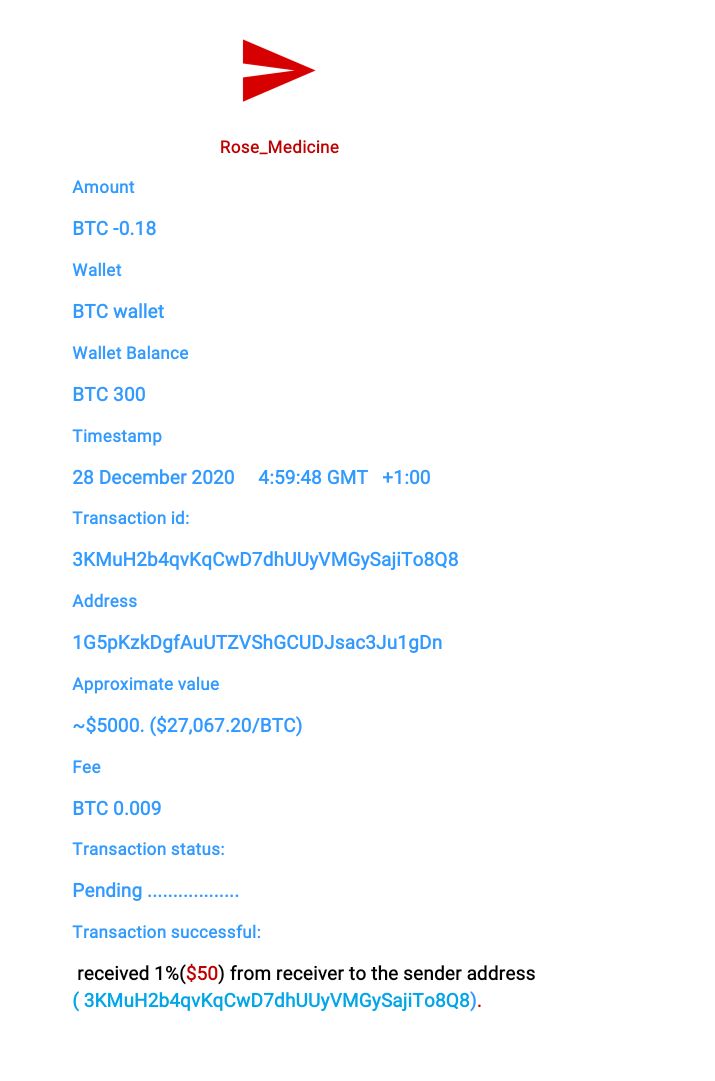 Rose_Medicine
Amount
BTC -0.18
Wallet
BTC wallet
Wallet Balance
BTC 300
Timestamp
28 December 2020 4:59:48 GMT +1:00
Transaction id:
3KMuH2b4qvKqCwD7dhUUyVMGySajiTo8Q8
Address
1G5pKzkDgfAuUTZVShGCUDJsac3Ju1gDn
Approximate value
~$5000. ($27,067.20/BTC)
Fee
BTC 0.009
Transaction status:
Pending ..................
Transaction successful:
received 1%($50) from receiver to the sender address
( 3KMuH2b4qvKqCwD7dhUUyVMGySajiTo8Q8).